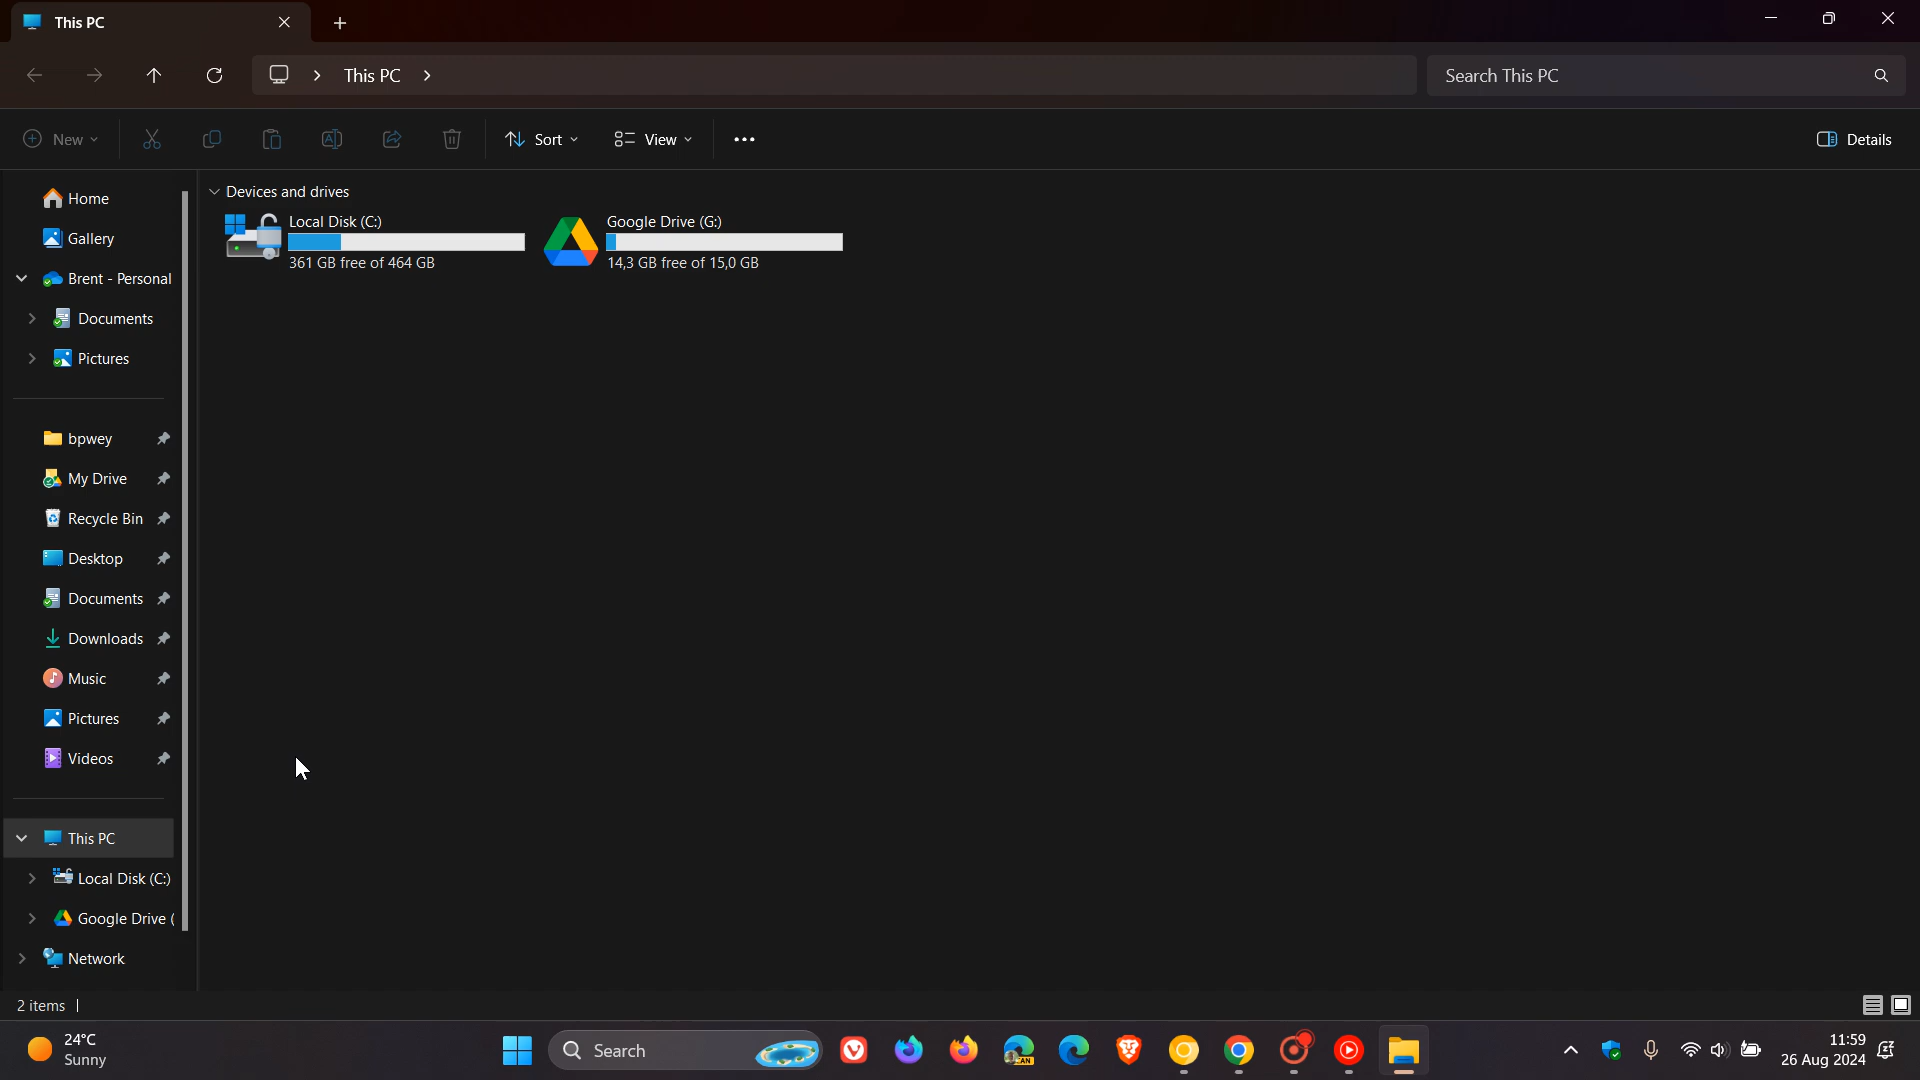 This PC
This PC
Search This PC
New
Sort
View
Details
Home
Gallery
Brent - Personal
Documents
Pictures
bpwey
My Drive
Recycle Bin
Desktop
Documents
Downloads
Music
Pictures
Videos
This PC
Local Disk (C:)
Google Drive (
Network
Devices and drives
Local Disk (C:)
361 GB free of 464 GB
Google Drive (G:)
14,3 GB free of 15,0 GB
2 items
24°C
Sunny
Search
CAN
11:59
26 Aug 2024